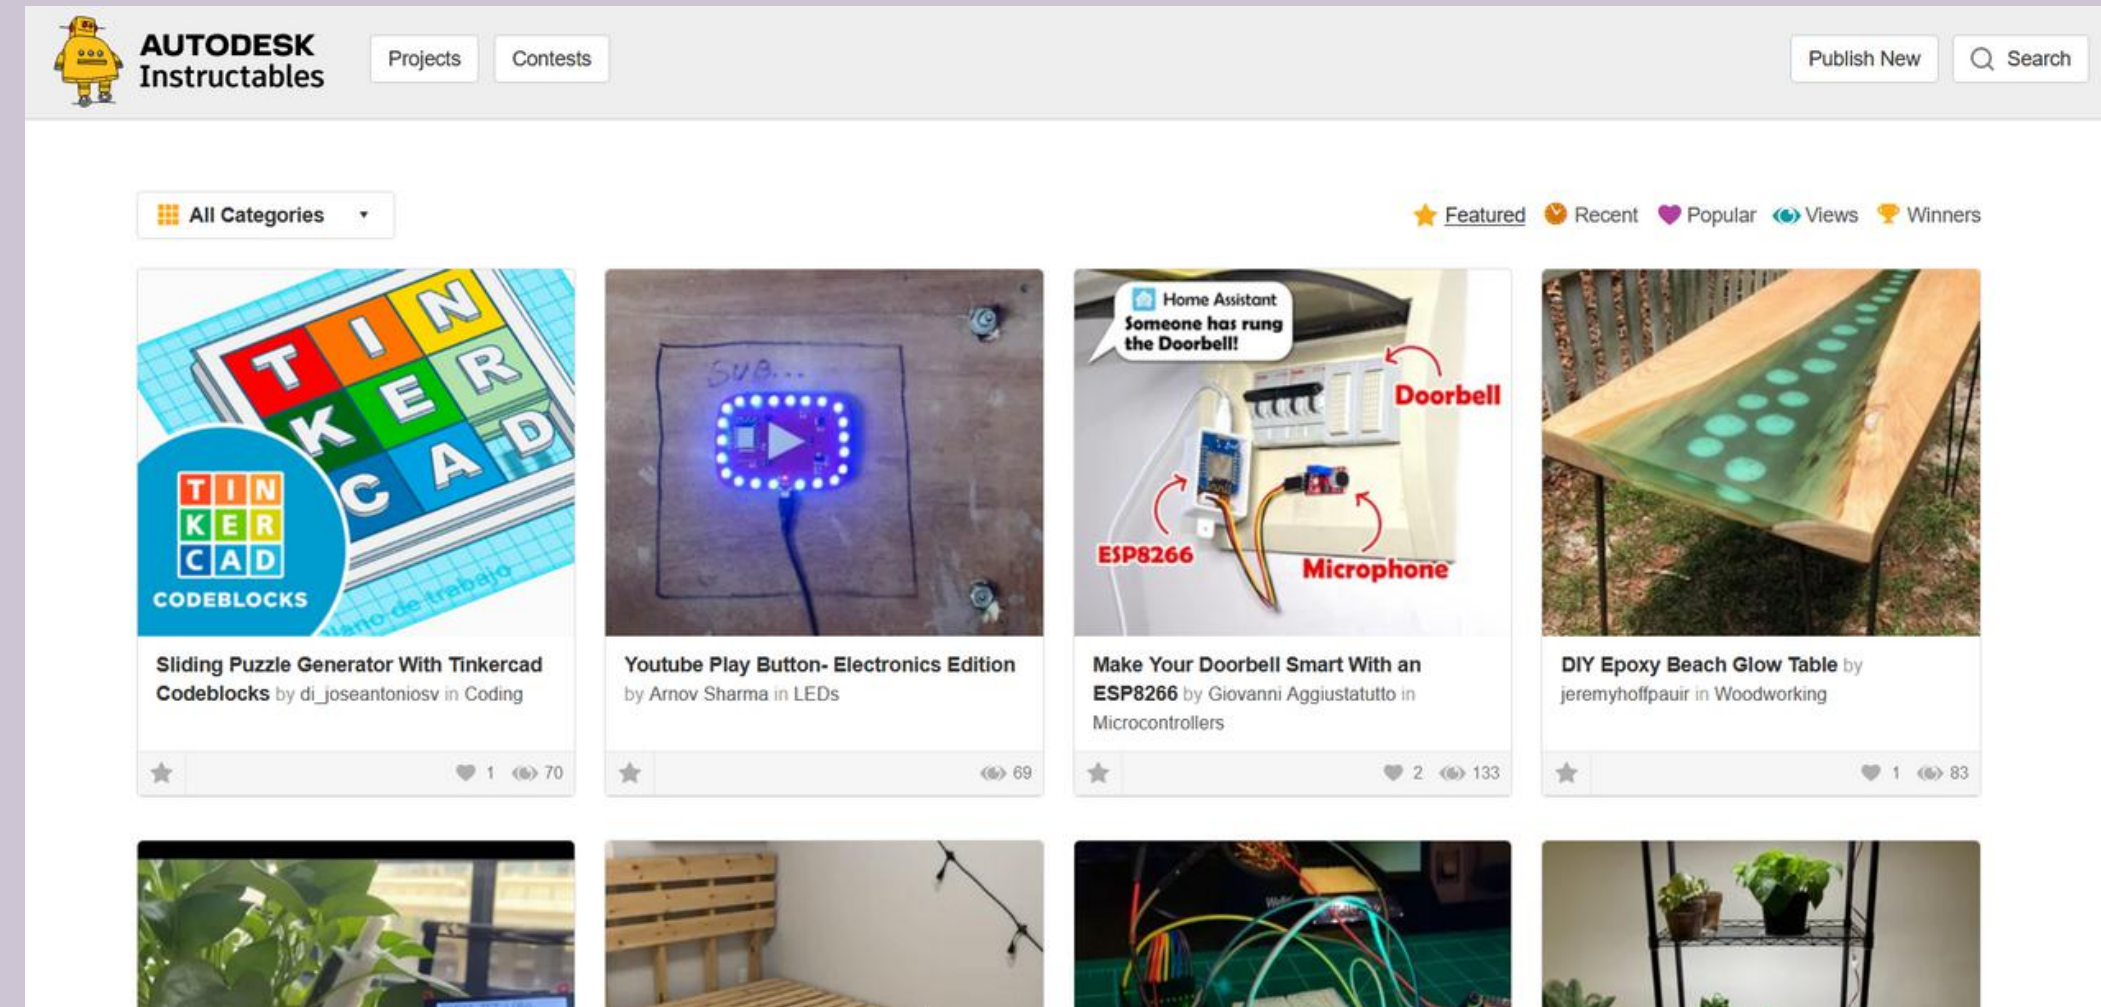 AUTODESK
Instructables
Projects
Contests
Publish New
Search
All Categories
Featured
Recent
Popular
Views
Winners
T I N
K E R
C A D
T I N
K E R
C A D
CODEBLOCKS
plano de trabajo
Sliding Puzzle Generator With Tinkercad
Codeblocks by di_joseantoniosv in Coding
1 70
SUB...
Youtube Play Button- Electronics Edition
by Arnov Sharma in LEDs
69
Home Assistant
Someone has rung
the Doorbell!
Doorbell
ESP8266
Microphone
Make Your Doorbell Smart With an
ESP8266 by Giovanni Aggiustatutto in
Microcontrollers
2 133
DIY Epoxy Beach Glow Table by
jeremyhoffpauir in Woodworking
1 83